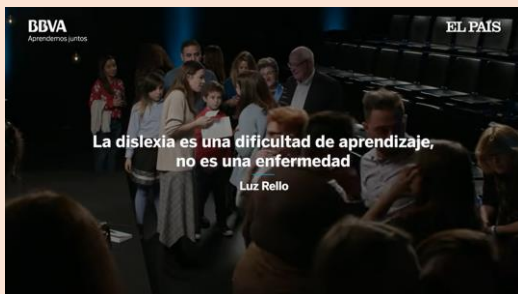 BBVA
Aprendemos juntos
EL PAÍS
La dislexia es una dificultad de aprendizaje,
no es una enfermedad
Luz Rello